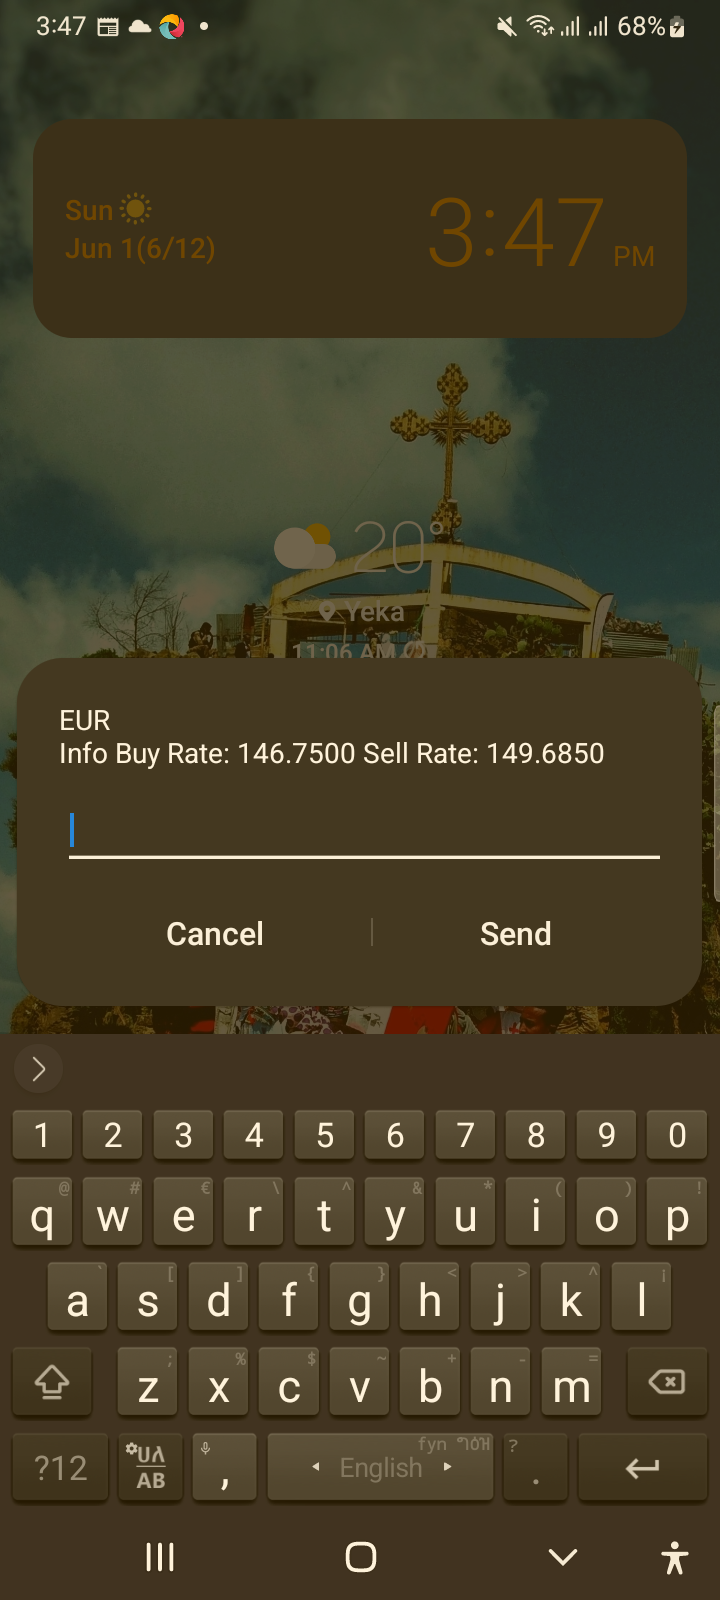 3:47
68%
Sun
Jun 1(6/12)
3:47 PM
20°
Yeka
11:06 AM
EUR
Info Buy Rate: 146.7500 Sell Rate: 149.6850
Cancel
Send
1 2 3 4 5 6 7 8 9 0
@ # € \ ^ & * ( ) !
q w e r t y u i o p
` [ ] { } < > ^ ¡
a s d f g h j k l
; % $ ~ + - =
z x c v b n m
?12
AB
,
English
?
.